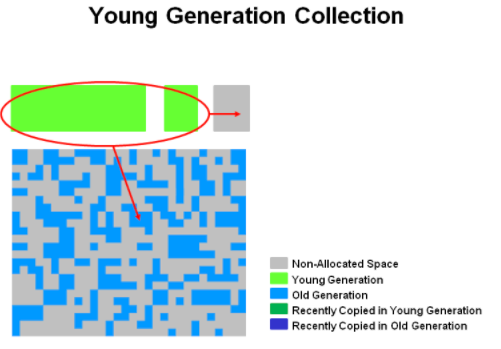 Young Generation Collection
Non-Allocated Space
Young Generation
Old Generation
Recently Copied in Young Generation
Recently Copied in Old Generation